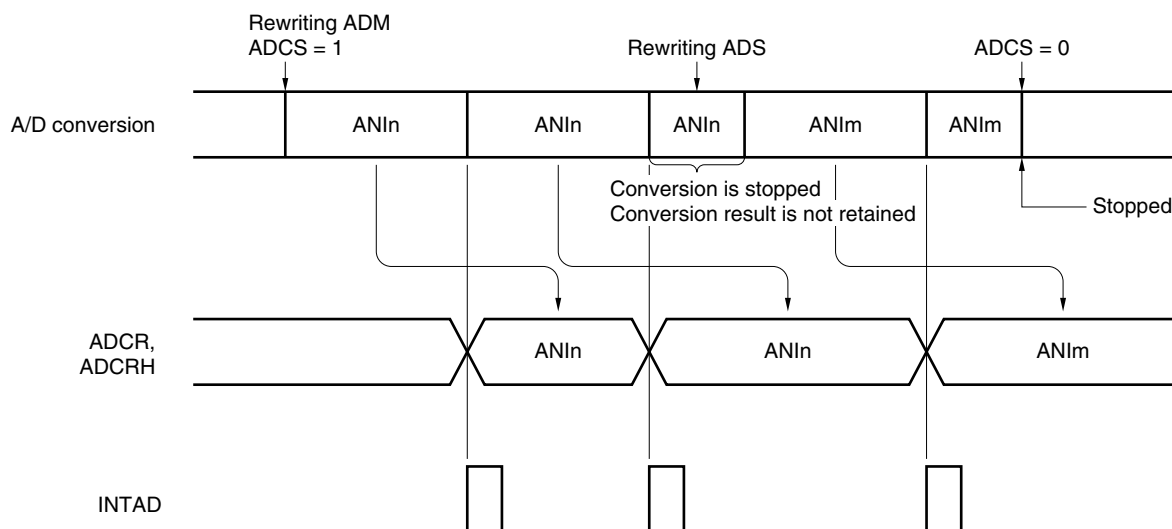 Rewriting ADM
ADCS = 1
Rewriting ADS
ADCS = 0
A/D conversion
ANIn
ANIn
ANIn
ANIm
ANIm
Conversion is stopped
Conversion result is not retained
Stopped
ADCR,
ADCRH
ANIn
ANIn
ANIm
INTAD